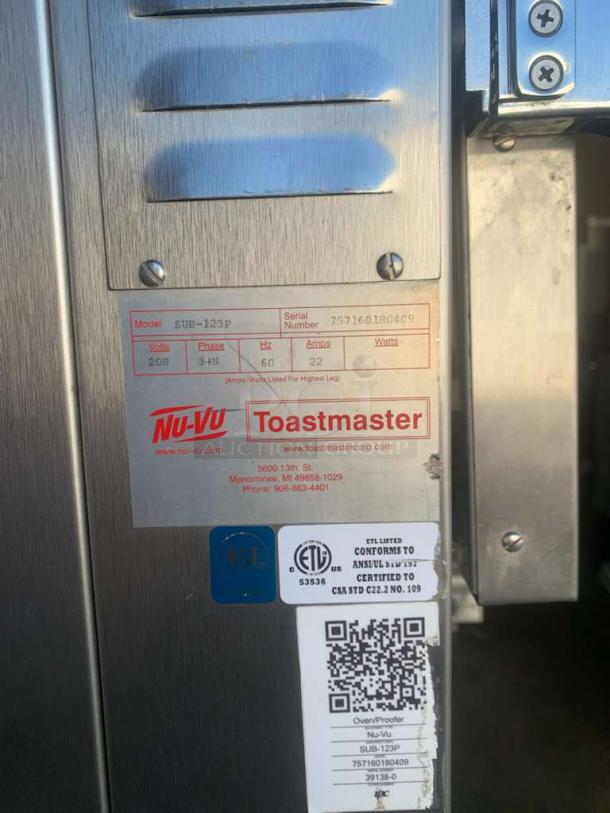 Model SUB-123P Serial Number 757160180409
Volts Phase Hz Amps Watts
208 3+N 60 22
(Amps/Watts Listed For Highest Leg)
NU-VU Toastmaster
www.nu-vu.com www.toastmastercorp.com
AUCTION GROUP
5600 13th. St.
Menominee, MI 49858-1029
Phone, 906-863-4401
NSF
ETL LISTED
CONFORMS TO
ANSI/UL STD 197
CERTIFIED TO
CSA STD C22.2 NO. 109
C ETL US
53536
Oven/Proofer
Nu-Vu
SUB-123P
757160180409
39138-0
ipc